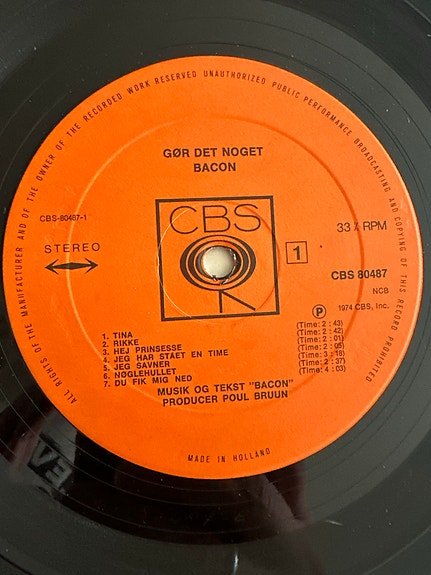 ALL RIGHTS OF THE MANUFACTURER AND OF THE OWNER OF THE RECORDED WORK RESERVED UNAUTHORIZED PUBLIC PERFORMANCE BROADCASTING AND COPYING OF THIS RECORD PROHIBITED
GØR DET NOGET
BACON
CBS-80487-1
STEREO
CBS
1
33⅓ RPM
CBS 80487
NCB
Ⓟ 1974 CBS, Inc.
1. TINA (Time: 2 : 43)
2. RIKKE (Time: 2 : 42)
3. HEJ PRINSESSE (Time: 2 : 01)
4. JEG HAR STÅET EN TIME (Time: 2 : 05)
5. JEG SAVNER (Time: 3 : 18)
6. NØGLEHULLET (Time: 2 : 37)
7. DU FIK MIG NED (Time: 4 : 03)
MUSIK OG TEKST "BACON"
PRODUCER POUL BRUUN
MADE IN HOLLAND